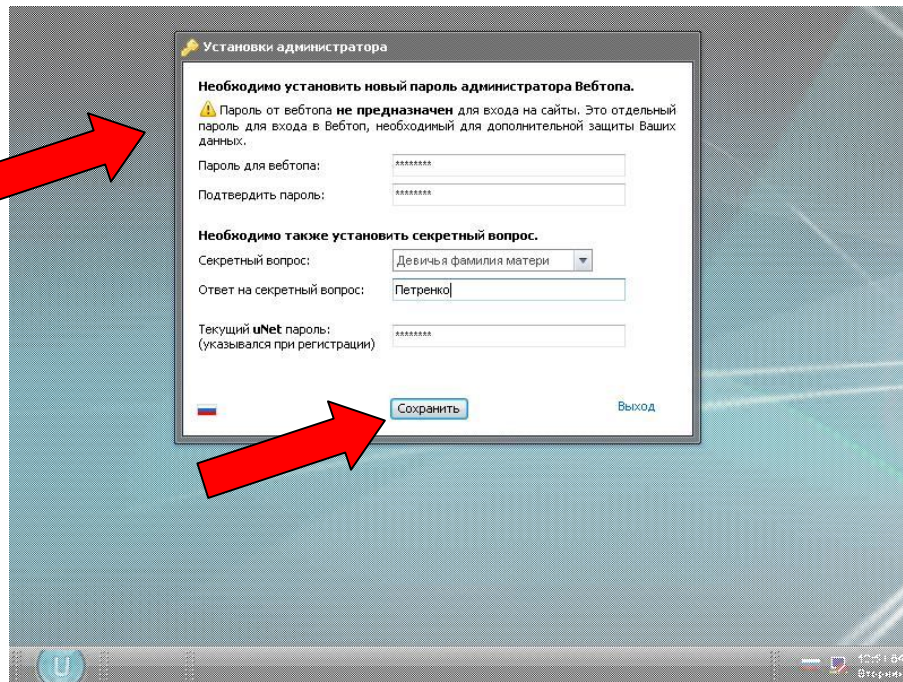 Установки администратора
Необходимо установить новый пароль администратора Вебтопа.
Пароль от вебтопа не предназначен для входа на сайты. Это отдельный
пароль для входа в Вебтоп, необходимый для дополнительной защиты Ваших
данных.
Пароль для вебтопа: ********
Подтвердить пароль: ********
Необходимо также установить секретный вопрос.
Секретный вопрос: Девичья фамилия матери
Ответ на секретный вопрос: Петренко
Текущий uNet пароль: ********
(указывался при регистрации)
Сохранить Выход
U